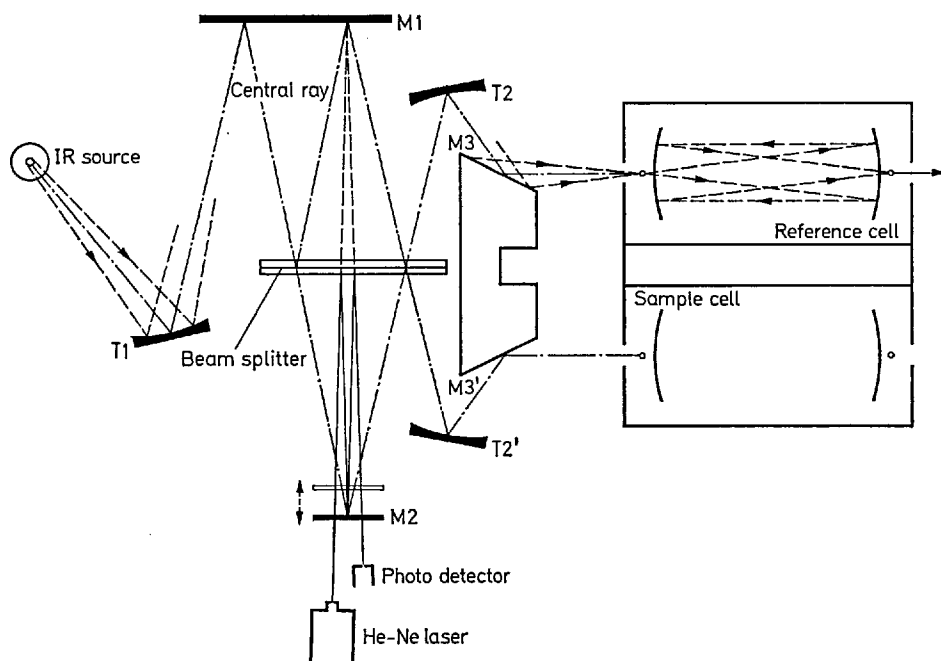 M1
Central ray
T2
IR source
M3
Reference cell
Sample cell
T1
Beam splitter
M3'
T2'
M2
Photo detector
He-Ne laser